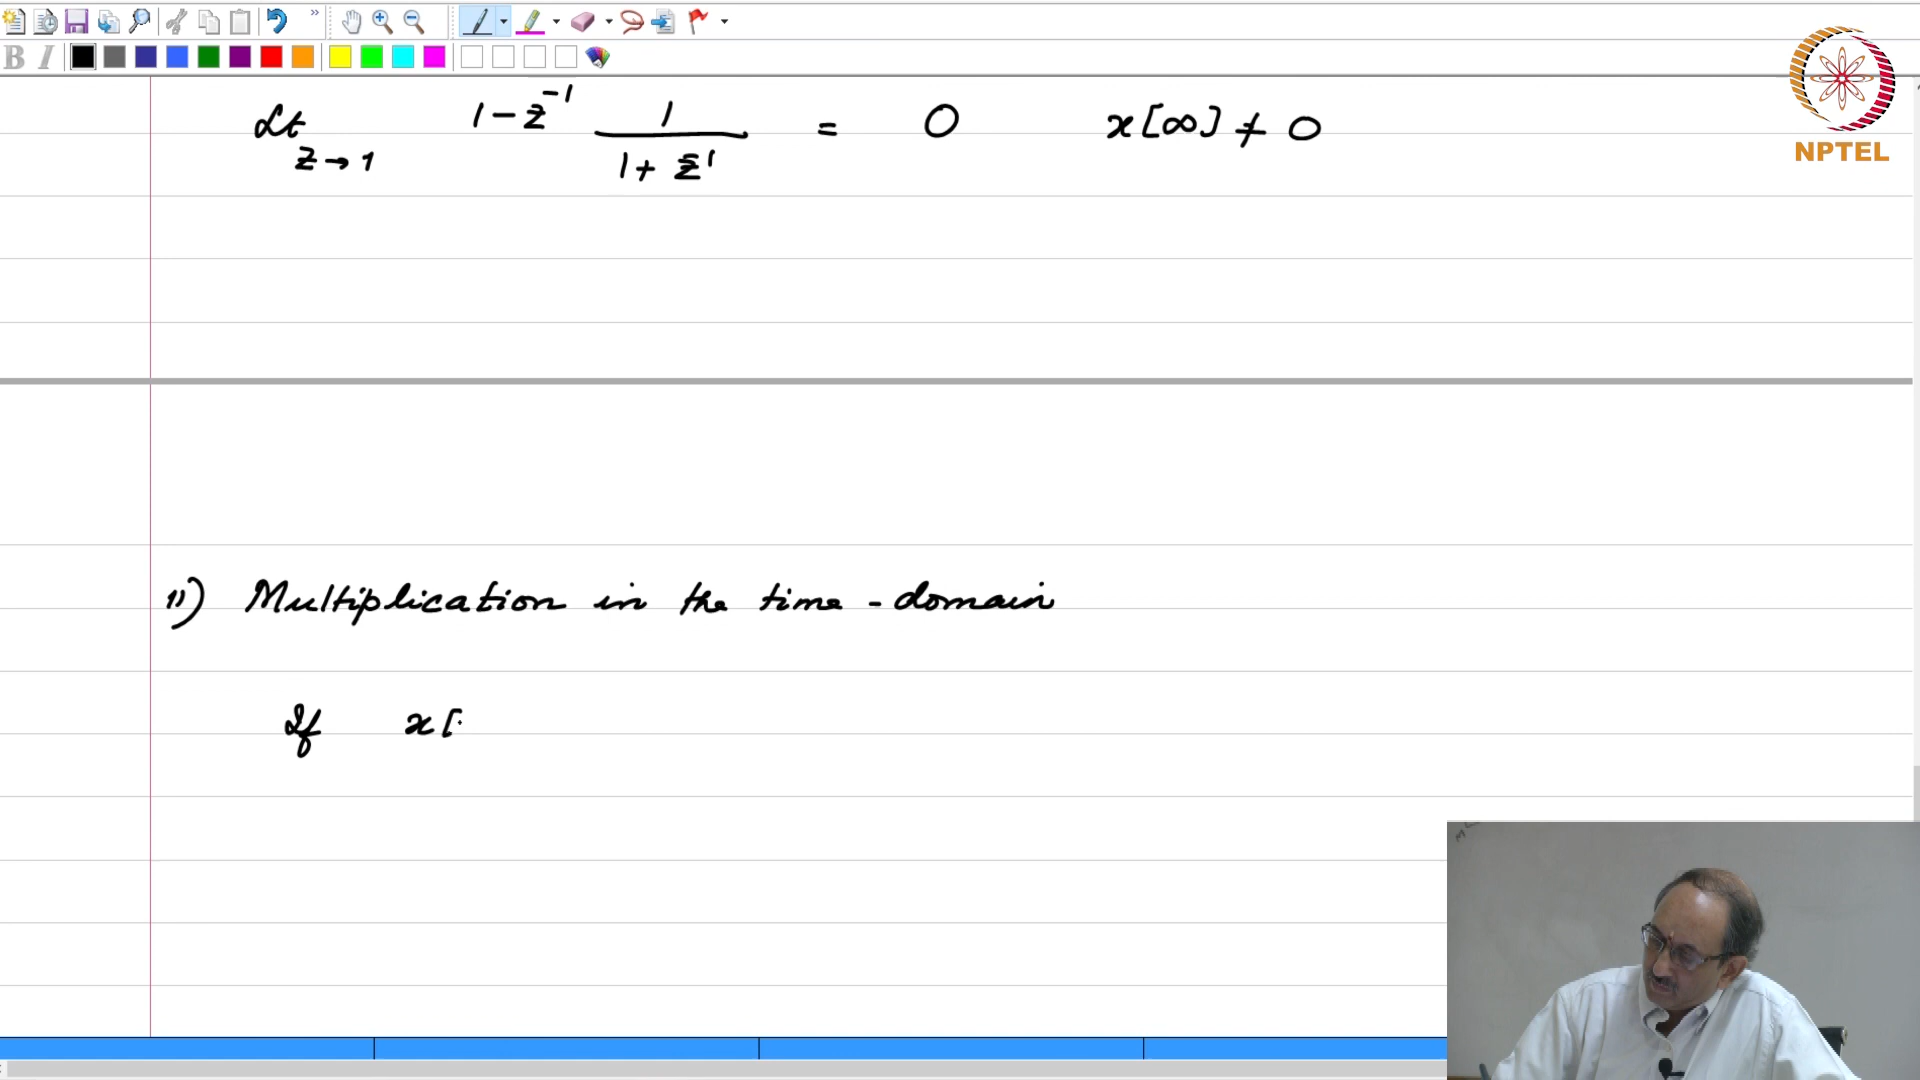 Lt z→1 1-z⁻¹ 1/(1+z⁻¹) = 0 x[∞] ≠ 0
NPTEL
11) Multiplication in the time-domain
If x[